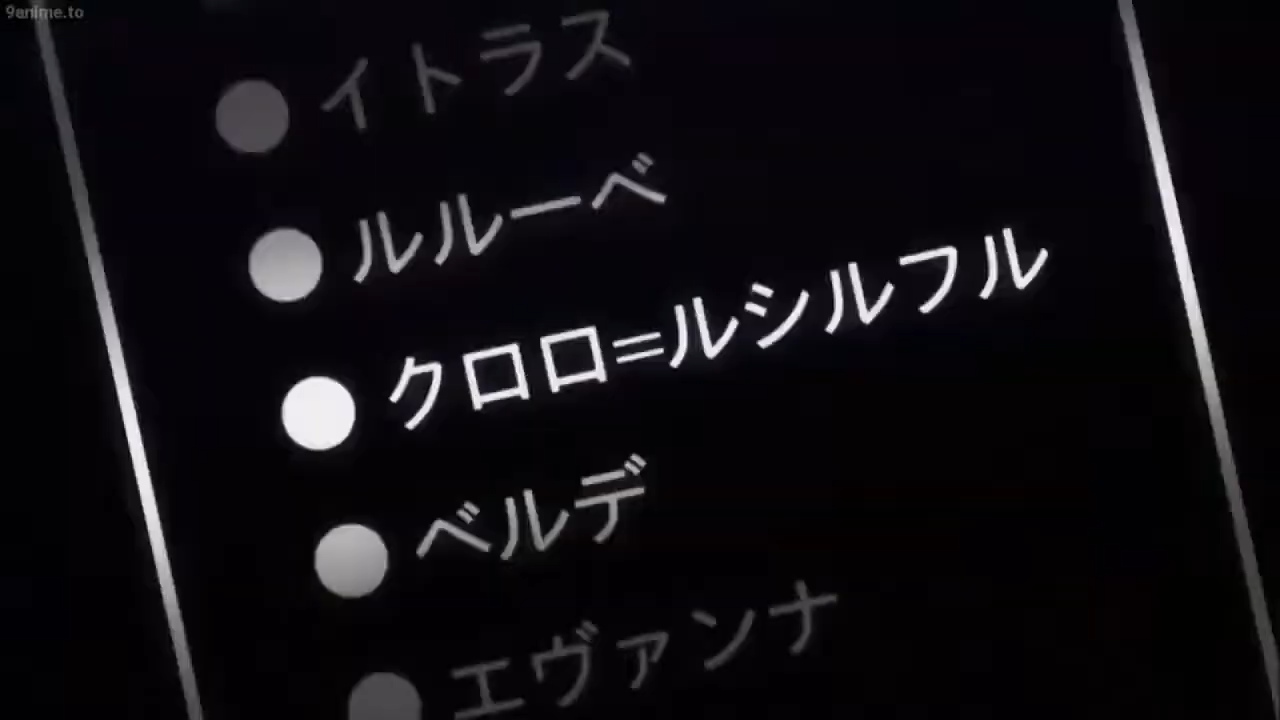 9anime.to
● イトラス
● ルルーベ
● クロロ=ルシルフル
● ベルデ
● エヴァンナ